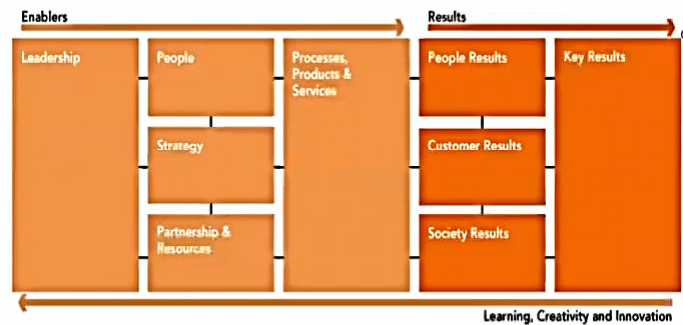 Enablers
Results
Leadership
People
Processes,
Products &
Services
People Results
Key Results
Strategy
Customer Results
Partnership &
Resources
Society Results
Learning, Creativity and Innovation